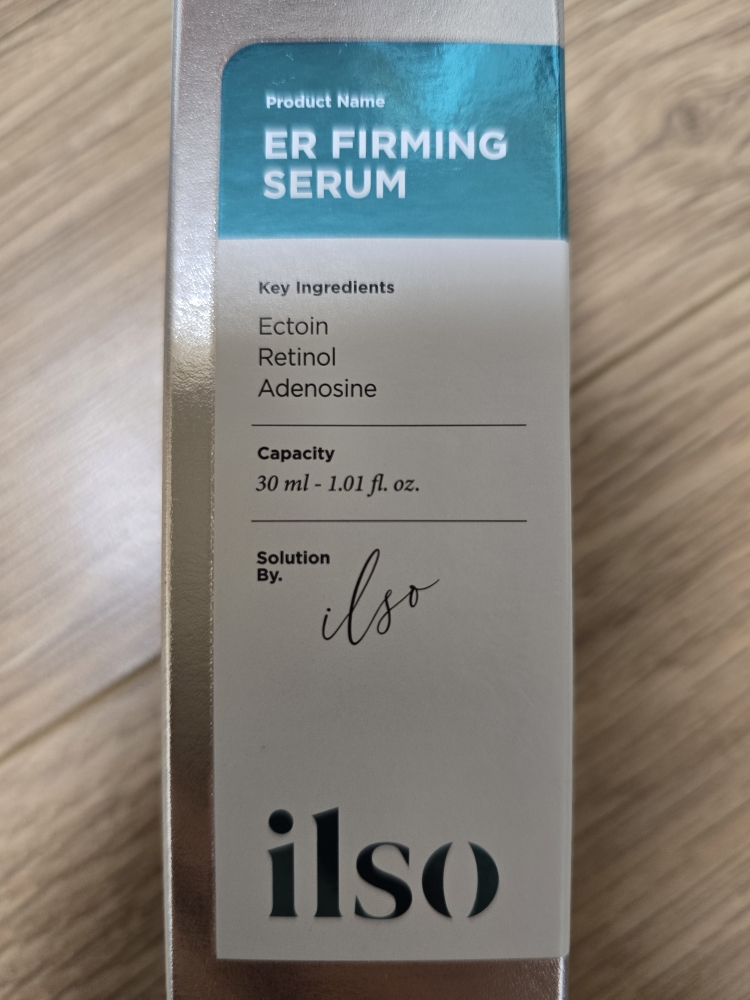 Product Name
ER FIRMING
SERUM
Key Ingredients
Ectoin
Retinol
Adenosine
Capacity
30 ml - 1.01 fl. oz.
Solution
By.
ilso
ilso